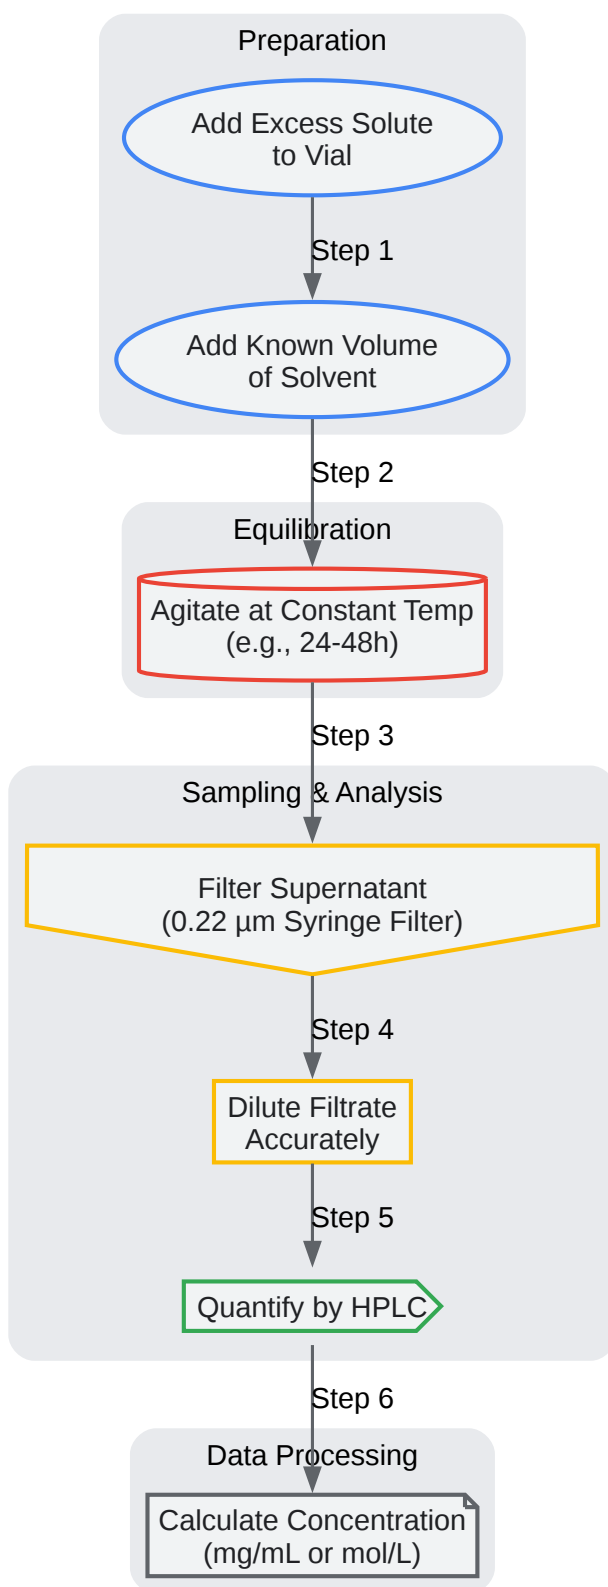 Preparation
Add Excess Solute
to Vial
Step 1
Add Known Volume
of Solvent
Step 2
Equilibration
Agitate at Constant Temp
(e.g., 24-48h)
Step 3
Sampling & Analysis
Filter Supernatant
(0.22 µm Syringe Filter)
Step 4
Dilute Filtrate
Accurately
Step 5
Quantify by HPLC
Step 6
Data Processing
Calculate Concentration
(mg/mL or mol/L)